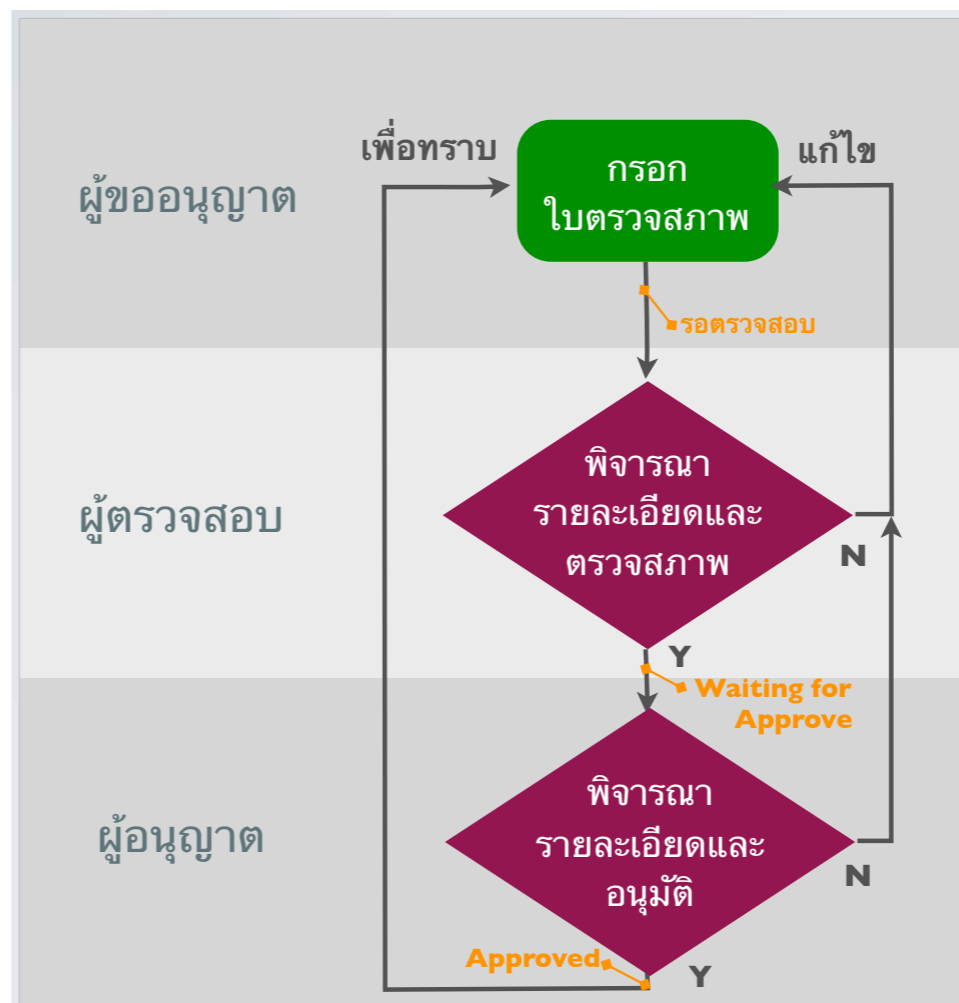 เพื่อทราบ
แก้ไข
ผู้ขออนุญาต
กรอก
ใบตรวจสภาพ
รอตรวจสอบ
ผู้ตรวจสอบ
พิจารณา
รายละเอียดและ
ตรวจสภาพ
N
Y
Waiting for
Approve
ผู้อนุญาต
พิจารณา
รายละเอียดและ
อนุมัติ
N
Approved
Y